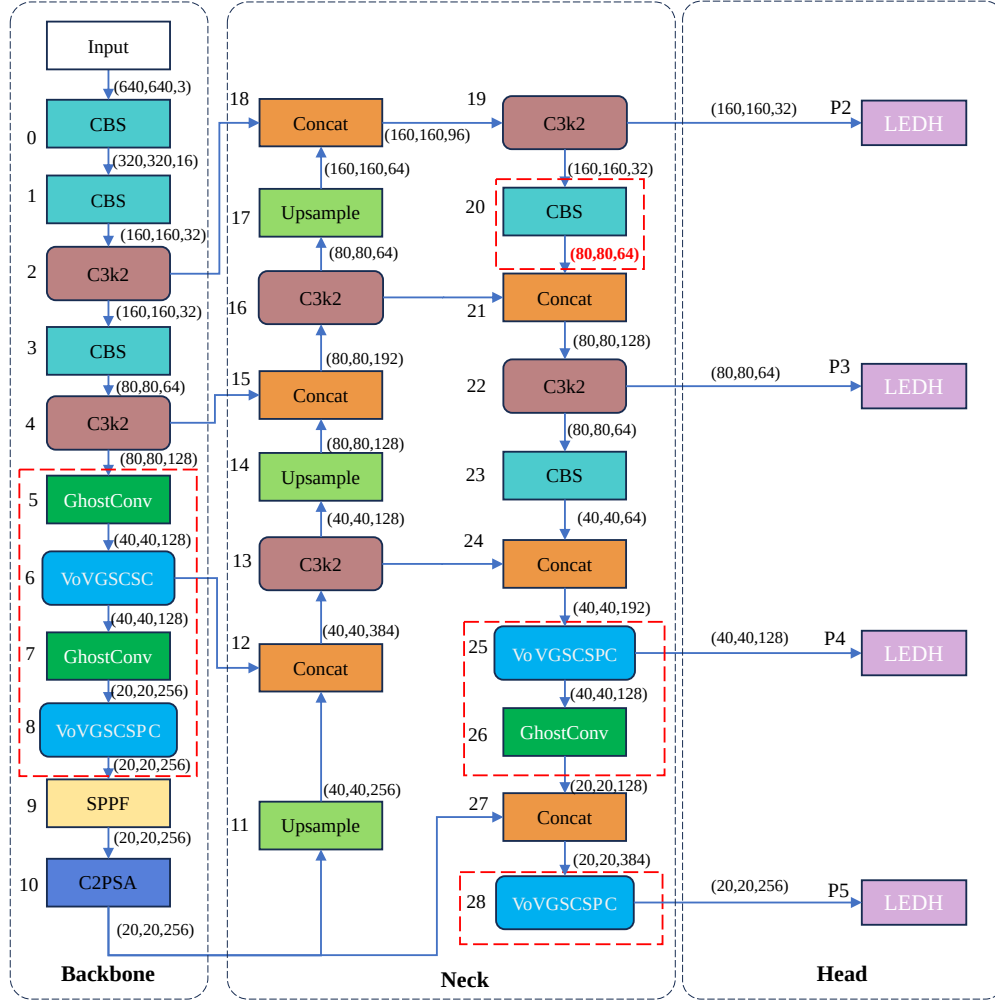 Input
(640,640,3)
0
CBS
(320,320,16)
1
CBS
(160,160,32)
2
C3k2
(160,160,32)
3
CBS
(80,80,64)
4
C3k2
(80,80,128)
5
GhostConv
(40,40,128)
6
VoVGSCSC
(40,40,128)
7
GhostConv
(20,20,256)
8
VoVGSCSPC
(20,20,256)
9
SPPF
(20,20,256)
10
C2PSA
(20,20,256)
Backbone
18
Concat
(160,160,96)
(160,160,64)
17
Upsample
(80,80,64)
16
C3k2
(80,80,192)
15
Concat
(80,80,128)
14
Upsample
(40,40,128)
13
C3k2
(40,40,384)
12
Concat
(40,40,256)
11
Upsample
19
C3k2
(160,160,32)
20
CBS
(80,80,64)
Concat
21
(80,80,128)
22
C3k2
(80,80,64)
23
CBS
(40,40,64)
24
Concat
(40,40,192)
25
VoVGSCSPC
(40,40,128)
26
GhostConv
(20,20,128)
27
Concat
(20,20,384)
28
VoVGSCSPC
Neck
(160,160,32)
P2
LEDH
(80,80,64)
P3
LEDH
(40,40,128)
P4
LEDH
(20,20,256)
P5
LEDH
Head